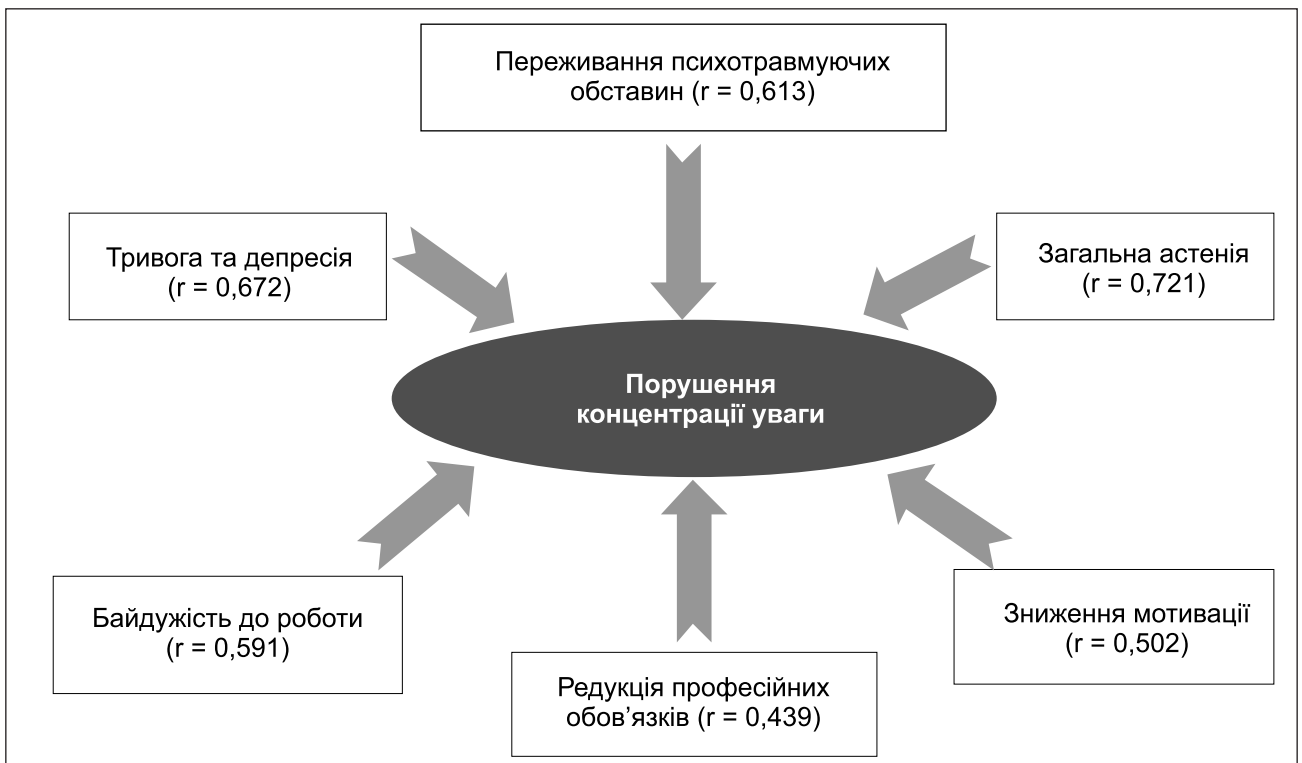 Переживання психотравмуючих
обставин (r = 0,613)
Тривога та депресія
(r = 0,672)
Загальна астенія
(r = 0,721)
Порушення
концентрації уваги
Байдужість до роботи
(r = 0,591)
Зниження мотивації
(r = 0,502)
Редукція професійних
обов’язків (r = 0,439)